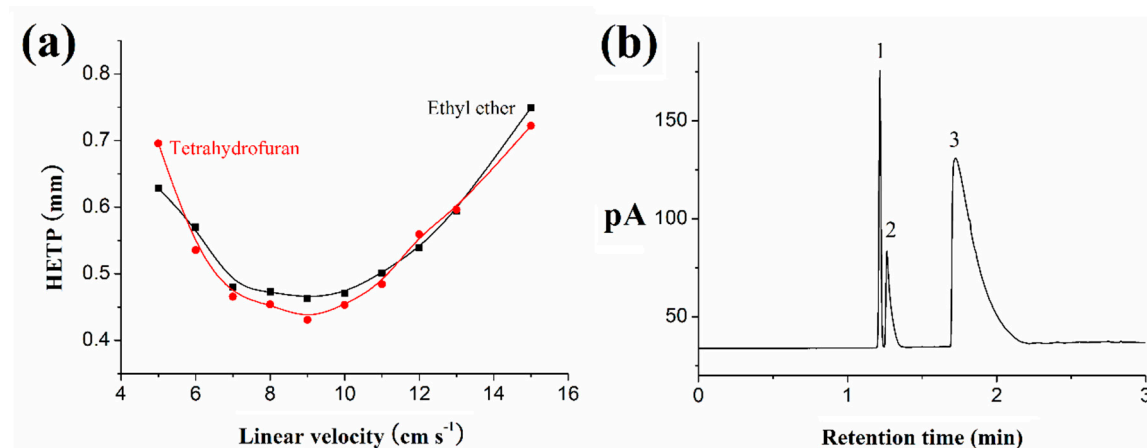 (a)
0.8
0.7
0.6
0.5
0.4
HETP (mm)
Ethyl ether
Tetrahydrofuran
4 6 8 10 12 14 16
Linear velocity (cm s⁻¹)
(b)
1
2
3
150
100
50
pA
0 1 2 3
Retention time (min)